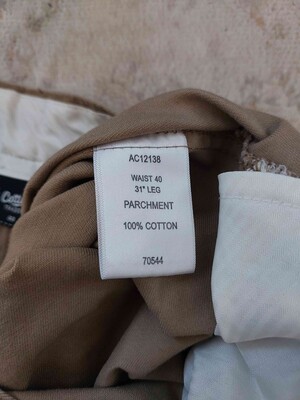 AC12138
WAIST 40
31" LEG
PARCHMENT
100% COTTON
70544